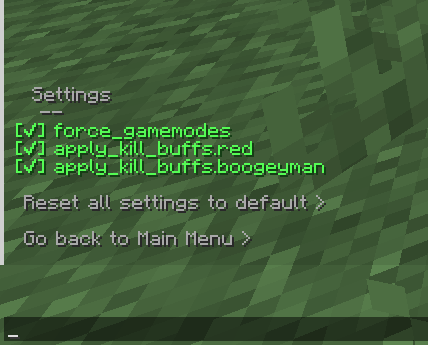 Settings
——
[√] force_gamemodes
[√] apply_kill_buffs.red
[√] apply_kill_buffs.boogeyman
Reset all settings to default >
Go back to Main Menu >
_